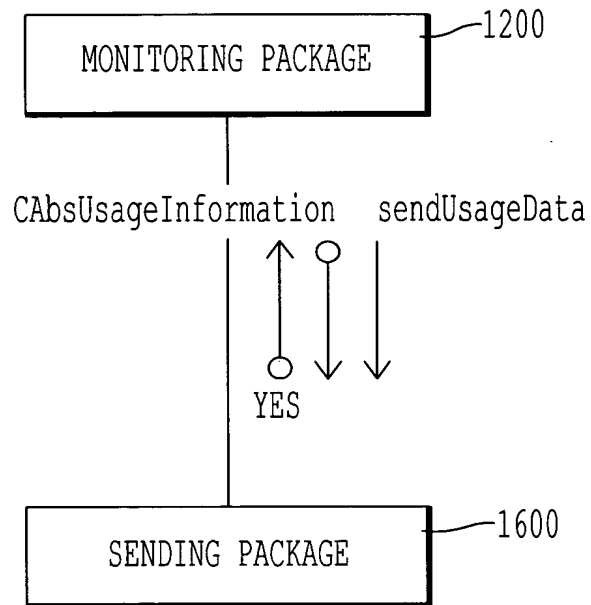 1200
MONITORING PACKAGE
CAbsUsageInformation sendUsageData
YES
1600
SENDING PACKAGE